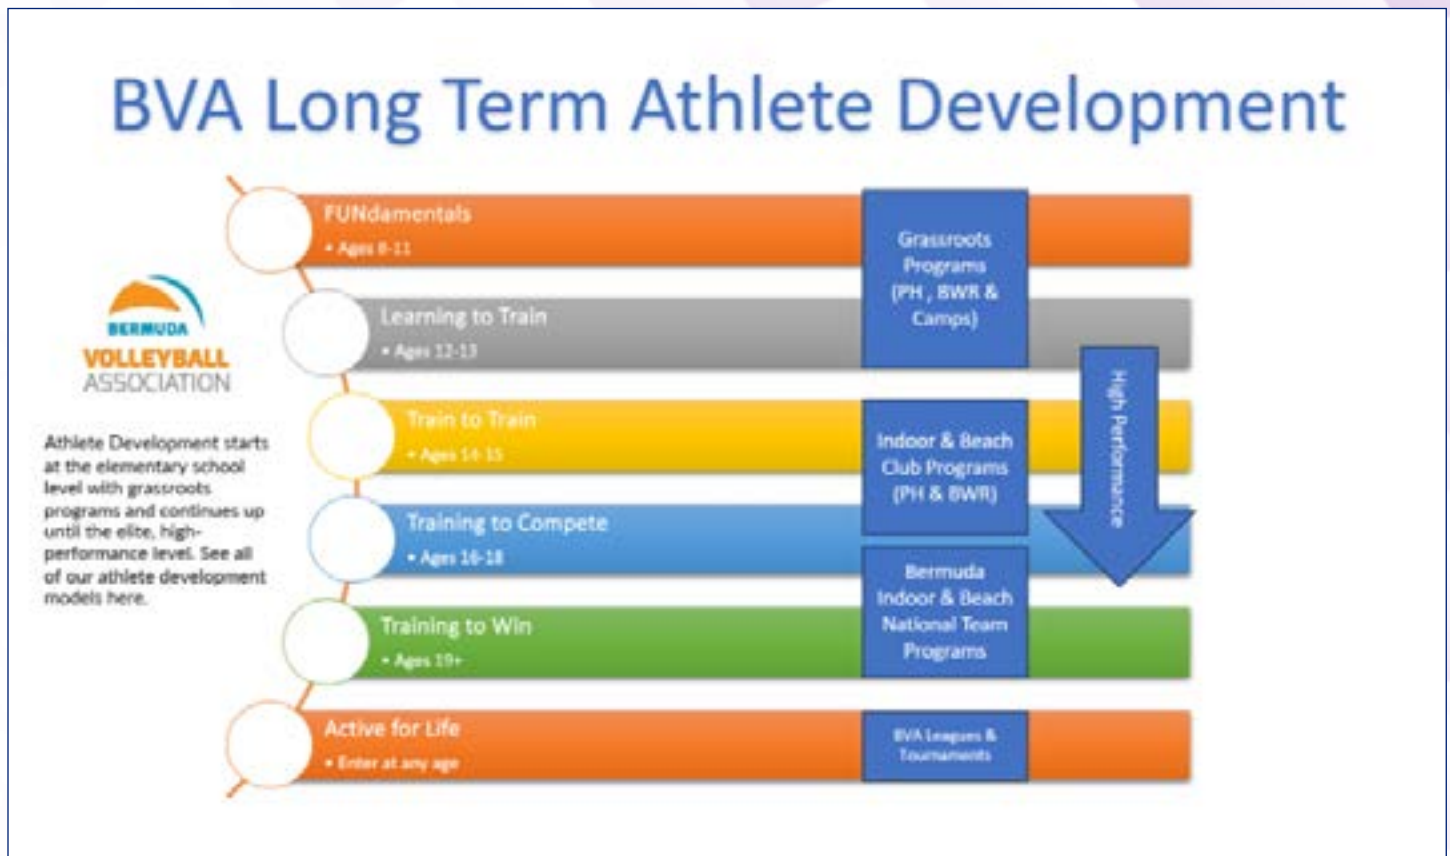 BVA Long Term Athlete Development
FUNdamentals
• Ages 8-11
Grassroots
Programs
(PH , BWR &
Camps)
Learning to Train
• Ages 12-13
BERMUDA
VOLLEYBALL
ASSOCIATION
Athlete Development starts
at the elementary school
level with grassroots
programs and continues up
until the elite, high-
performance level. See all
of our athlete development
models here.
Train to Train
• Ages 14-15
Indoor & Beach
Club Programs
(PH & BWR)
High Performance
Training to Compete
• Ages 16-18
Bermuda
Indoor & Beach
National Team
Programs
Training to Win
• Ages 19+
Active for Life
• Enter at any age
BVA Leagues &
Tournaments